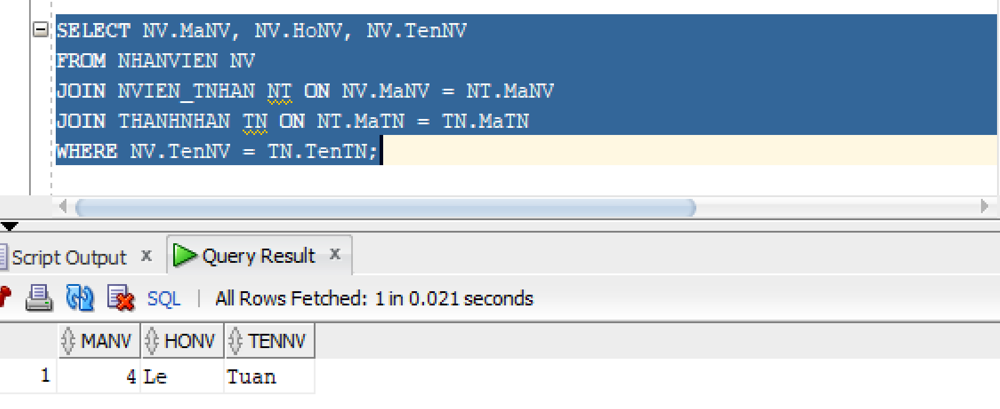 SELECT NV.MaNV, NV.HoNV, NV.TenNV
FROM NHANVIEN NV
JOIN NVIEN_TNHAN NT ON NV.MaNV = NT.MaNV
JOIN THANHNHAN TN ON NT.MaTN = TN.MaTN
WHERE NV.TenNV = TN.TenTN;
Script Output x Query Result x
SQL | All Rows Fetched: 1 in 0.021 seconds
MANV HONV TENNV
1 4 Le Tuan